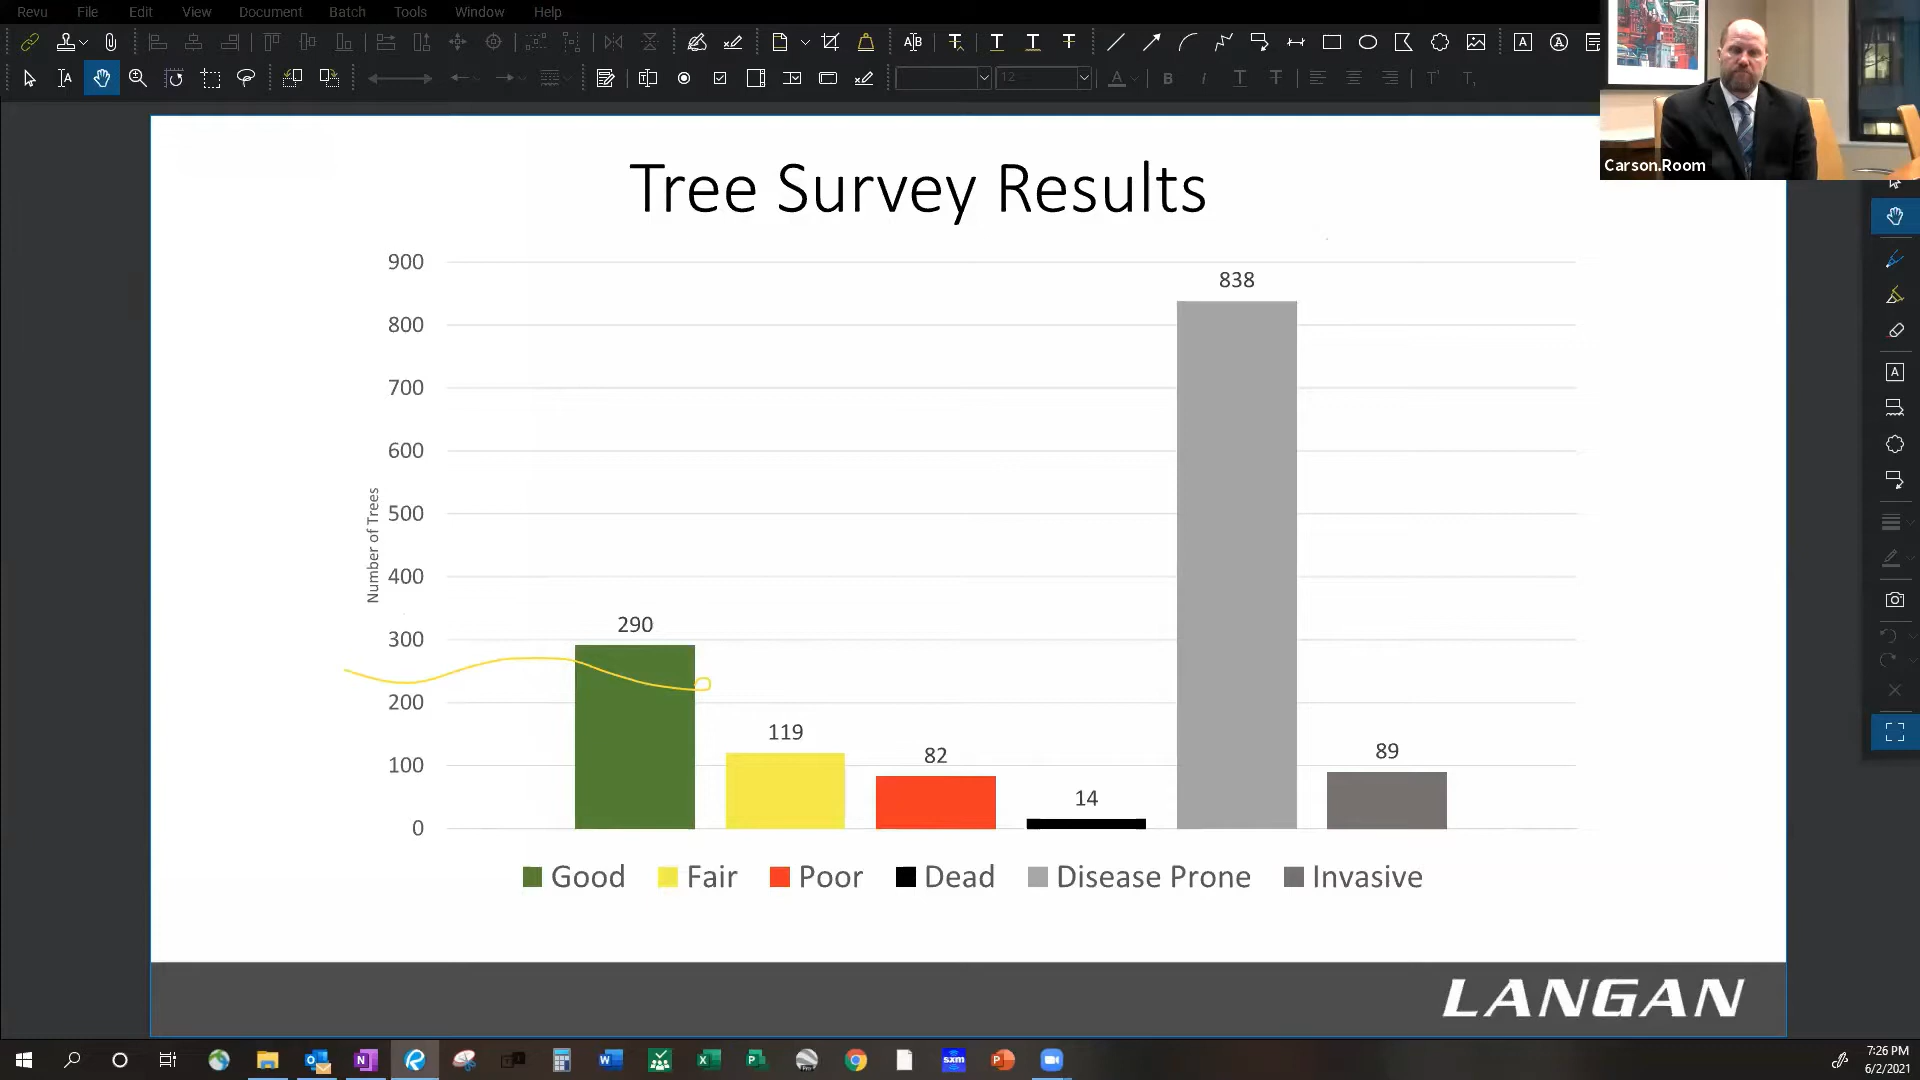 Revu File Edit View Document Batch Tools Window Help
12
Carson.Room
Tree Survey Results
Number of Trees
900
800
700
600
500
400
300
200
100
0
290
119
82
14
838
89
Good Fair Poor Dead Disease Prone Invasive
LANGAN
7:26 PM
6/2/2021